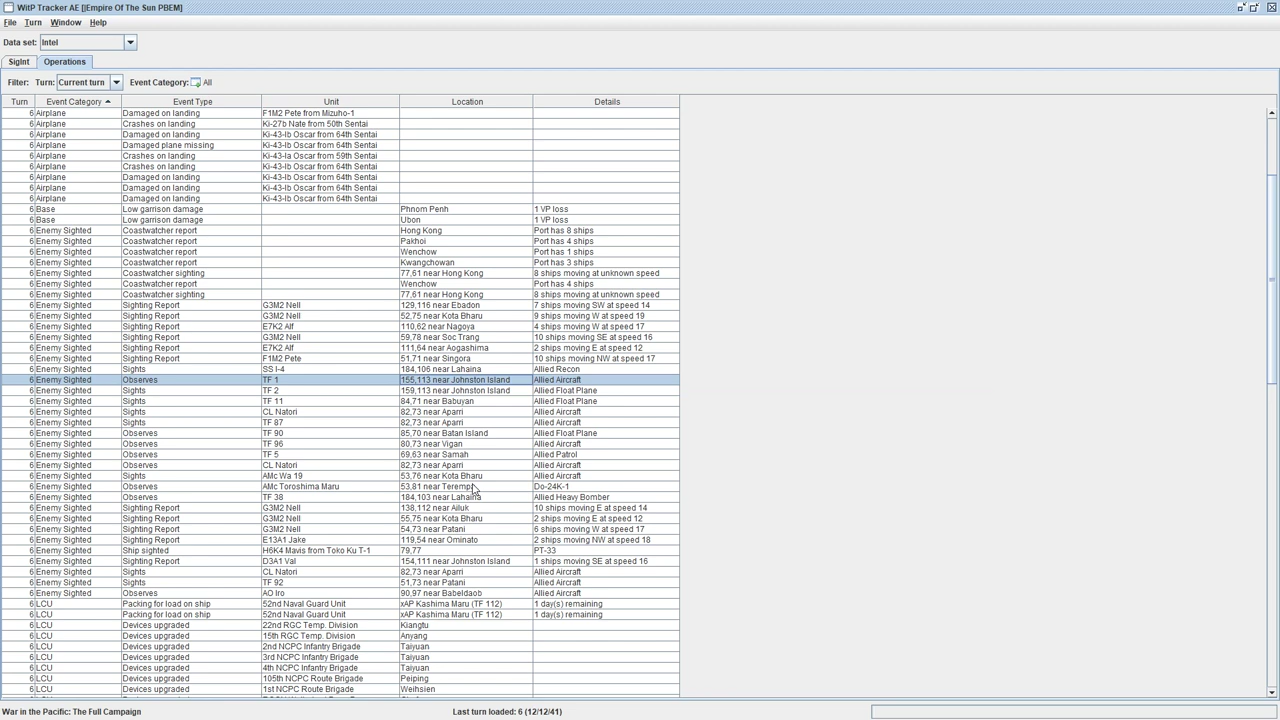 WitP Tracker AE [|Empire Of The Sun PBEM]
File Turn Window Help
Data set: Intel
SigInt Operations
Filter: Turn: Current turn Event Category: All
Turn Event Category Event Type Unit Location Details
6 Airplane Damaged on landing F1M2 Pete from Mizuho-1
6 Airplane Crashes on landing Ki-27b Nate from 50th Sentai
6 Airplane Damaged on landing Ki-43-Ib Oscar from 64th Sentai
6 Airplane Damaged plane missing Ki-43-Ib Oscar from 64th Sentai
6 Airplane Crashes on landing Ki-43-Ia Oscar from 59th Sentai
6 Airplane Crashes on landing Ki-43-Ib Oscar from 64th Sentai
6 Airplane Damaged on landing Ki-43-Ib Oscar from 64th Sentai
6 Airplane Damaged on landing Ki-43-Ib Oscar from 64th Sentai
6 Airplane Damaged on landing Ki-43-Ib Oscar from 64th Sentai
6 Base Low garrison damage Phnom Penh 1 VP loss
6 Base Low garrison damage Ubon 1 VP loss
6 Enemy Sighted Coastwatcher report Hong Kong Port has 8 ships
6 Enemy Sighted Coastwatcher report Pakhoi Port has 4 ships
6 Enemy Sighted Coastwatcher report Wenchow Port has 1 ships
6 Enemy Sighted Coastwatcher report Kwangchowan Port has 3 ships
6 Enemy Sighted Coastwatcher sighting 77,61 near Hong Kong 8 ships moving at unknown speed
6 Enemy Sighted Coastwatcher report Wenchow Port has 4 ships
6 Enemy Sighted Coastwatcher sighting 77,61 near Hong Kong 8 ships moving at unknown speed
6 Enemy Sighted Sighting Report G3M2 Nell 129,116 near Ebadon 7 ships moving SW at speed 14
6 Enemy Sighted Sighting Report G3M2 Nell 52,75 near Kota Bharu 9 ships moving W at speed 19
6 Enemy Sighted Sighting Report E7K2 Alf 110,62 near Nagoya 4 ships moving W at speed 17
6 Enemy Sighted Sighting Report G3M2 Nell 59,78 near Soc Trang 10 ships moving SE at speed 16
6 Enemy Sighted Sighting Report E7K2 Alf 111,64 near Aogashima 2 ships moving E at speed 12
6 Enemy Sighted Sighting Report F1M2 Pete 51,71 near Singora 10 ships moving NW at speed 17
6 Enemy Sighted Sights SS I-4 184,106 near Lahaina Allied Recon
6 Enemy Sighted Observes TF 1 155,113 near Johnston Island Allied Aircraft
6 Enemy Sighted Sights TF 2 159,113 near Johnston Island Allied Float Plane
6 Enemy Sighted Sights TF 11 84,71 near Babuyan Allied Float Plane
6 Enemy Sighted Sights CL Natori 82,73 near Aparri Allied Aircraft
6 Enemy Sighted Sights TF 87 82,73 near Aparri Allied Aircraft
6 Enemy Sighted Observes TF 90 85,70 near Batan Island Allied Float Plane
6 Enemy Sighted Observes TF 96 80,73 near Vigan Allied Aircraft
6 Enemy Sighted Observes TF 5 69,63 near Samah Allied Patrol
6 Enemy Sighted Observes CL Natori 82,73 near Aparri Allied Aircraft
6 Enemy Sighted Sights AMc Wa 19 53,76 near Kota Bharu Allied Aircraft
6 Enemy Sighted Observes AMc Toroshima Maru 53,81 near Terempa Do-24K-1
6 Enemy Sighted Observes TF 38 184,103 near Lahaina Allied Heavy Bomber
6 Enemy Sighted Sighting Report G3M2 Nell 138,112 near Ailuk 10 ships moving E at speed 14
6 Enemy Sighted Sighting Report G3M2 Nell 55,75 near Kota Bharu 2 ships moving E at speed 12
6 Enemy Sighted Sighting Report G3M2 Nell 54,73 near Patani 6 ships moving W at speed 17
6 Enemy Sighted Sighting Report E13A1 Jake 119,54 near Ominato 2 ships moving NW at speed 18
6 Enemy Sighted Ship sighted H6K4 Mavis from Toko Ku T-1 79,77 PT-33
6 Enemy Sighted Sighting Report D3A1 Val 154,111 near Johnston Island 1 ships moving SE at speed 16
6 Enemy Sighted Sights CL Natori 82,73 near Aparri Allied Aircraft
6 Enemy Sighted Sights TF 92 51,73 near Patani Allied Aircraft
6 Enemy Sighted Observes AO Iro 90,97 near Babeldaob Allied Aircraft
6 LCU Packing for load on ship 52nd Naval Guard Unit xAP Kashima Maru (TF 112) 1 day(s) remaining
6 LCU Packing for load on ship 52nd Naval Guard Unit xAP Kashima Maru (TF 112) 1 day(s) remaining
6 LCU Devices upgraded 22nd RGC Temp. Division Kiangtu
6 LCU Devices upgraded 15th RGC Temp. Division Anyang
6 LCU Devices upgraded 2nd NCPC Infantry Brigade Taiyuan
6 LCU Devices upgraded 3rd NCPC Infantry Brigade Taiyuan
6 LCU Devices upgraded 4th NCPC Infantry Brigade Taiyuan
6 LCU Devices upgraded 105th NCPC Route Brigade Peiping
6 LCU Devices upgraded 1st NCPC Route Brigade Weihsien
War in the Pacific: The Full Campaign Last turn loaded: 6 (12/12/41)